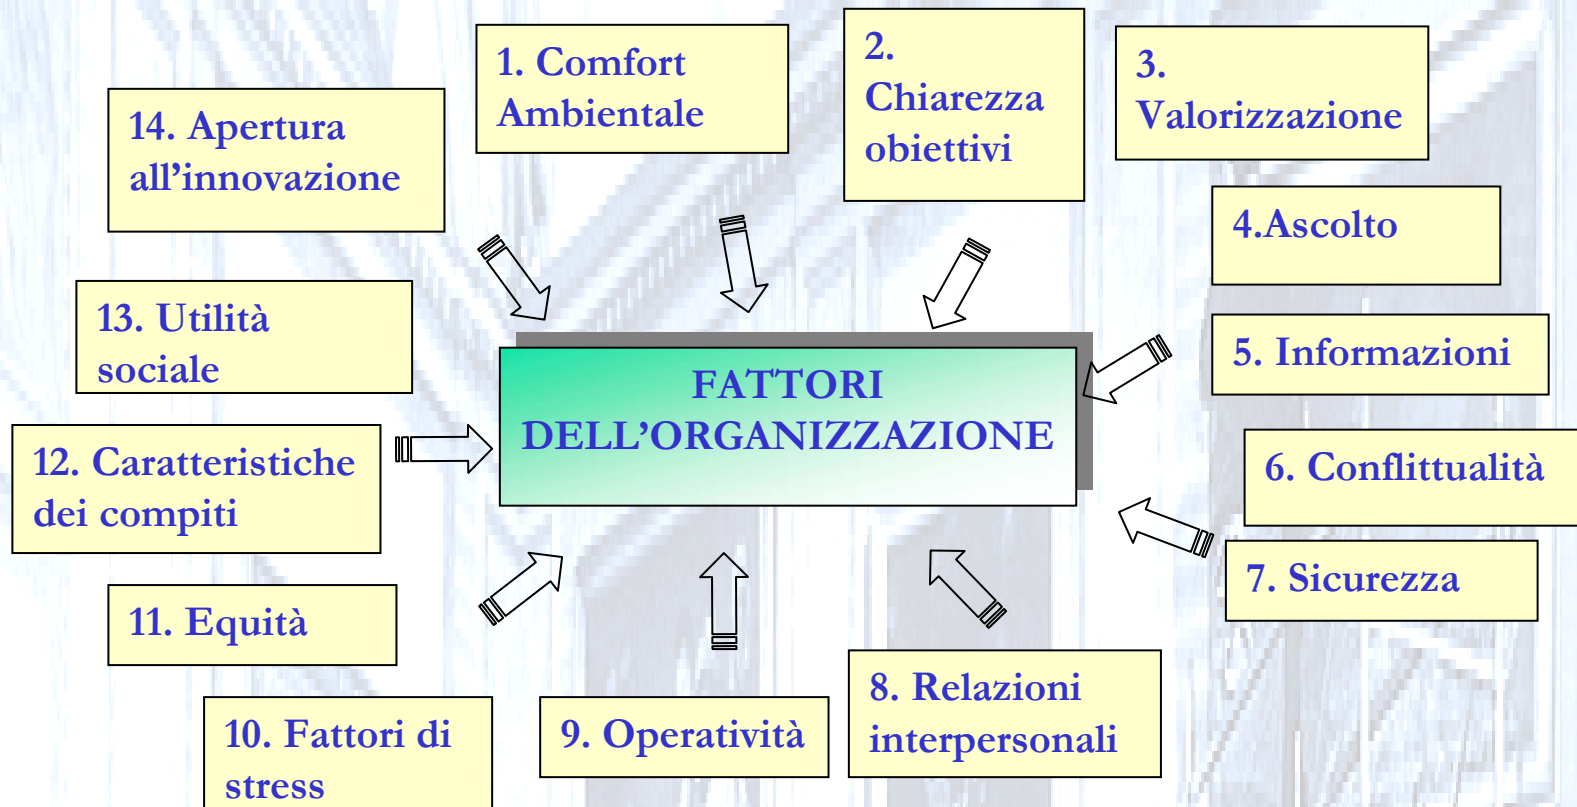 1. Comfort
Ambientale
2.
Chiarezza
obiettivi
3.
Valorizzazione
4.Ascolto
5. Informazioni
6. Conflittualità
7. Sicurezza
8. Relazioni
interpersonali
9. Operatività
10. Fattori di
stress
11. Equità
12. Caratteristiche
dei compiti
13. Utilità
sociale
14. Apertura
all’innovazione
FATTORI
DELL’ORGANIZZAZIONE